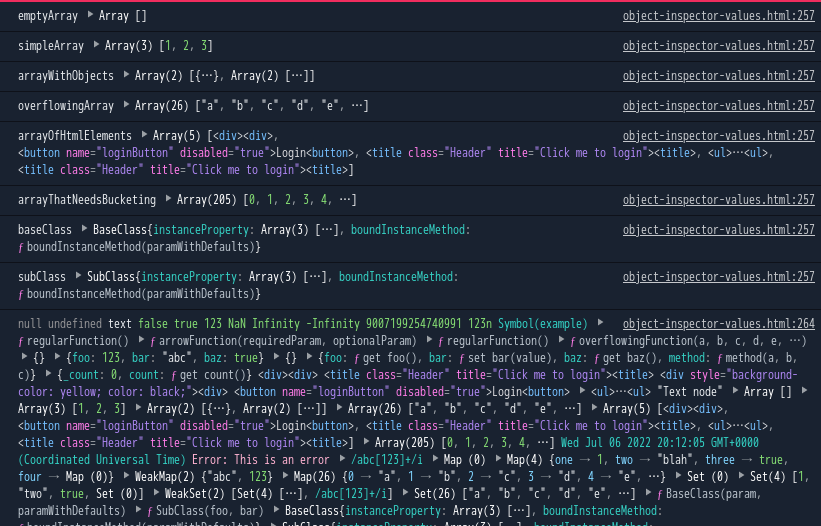 emptyArray ▶ Array [] object-inspector-values.html:257
simpleArray ▶ Array(3) [1, 2, 3] object-inspector-values.html:257
arrayWithObjects ▶ Array(2) [{…}, Array(2) […]] object-inspector-values.html:257
overflowingArray ▶ Array(26) ["a", "b", "c", "d", "e", …] object-inspector-values.html:257
arrayOfHtmlElements ▶ Array(5) [<div><div>, object-inspector-values.html:257
<button name="loginButton" disabled="true">Login<button>, <title class="Header" title="Click me to login"><title>, <ul>…<ul>,
<title class="Header" title="Click me to login"><title>]
arrayThatNeedsBucketing ▶ Array(205) [0, 1, 2, 3, 4, …] object-inspector-values.html:257
baseClass ▶ BaseClass{instanceProperty: Array(3) […], boundInstanceMethod: object-inspector-values.html:257
ƒ boundInstanceMethod(paramWithDefaults)}
subClass ▶ SubClass{instanceProperty: Array(3) […], boundInstanceMethod: object-inspector-values.html:257
ƒ boundInstanceMethod(paramWithDefaults)}
null undefined text false true 123 NaN Infinity -Infinity 9007199254740991 123n Symbol(example) ▶ object-inspector-values.html:264
ƒ regularFunction() ▶ ƒ arrowFunction(requiredParam, optionalParam) ▶ ƒ regularFunction() ▶ ƒ overflowingFunction(a, b, c, d, e, …)
▶ {} ▶ {foo: 123, bar: "abc", baz: true} ▶ {} ▶ {foo: ƒ get foo(), bar: ƒ set bar(value), baz: ƒ get baz(), method: ƒ method(a, b,
c)} ▶ {_count: 0, count: ƒ get count()} <div><div> <title class="Header" title="Click me to login"><title> <div style="background-
color: yellow; color: black;"><div> <button name="loginButton" disabled="true">Login<button> ▶ <ul>…<ul> "Text node" ▶ Array [] ▶
Array(3) [1, 2, 3] ▶ Array(2) [{…}, Array(2) […]] ▶ Array(26) ["a", "b", "c", "d", "e", …] ▶ Array(5) [<div><div>,
<button name="loginButton" disabled="true">Login<button>, <title class="Header" title="Click me to login"><title>, <ul>…<ul>,
<title class="Header" title="Click me to login"><title>] ▶ Array(205) [0, 1, 2, 3, 4, …] Wed Jul 06 2022 20:12:05 GMT+0000
(Coordinated Universal Time) Error: This is an error ▶ /abc[123]+/i ▶ Map (0) ▶ Map(4) {one → 1, two → "blah", three → true,
four → Map (0)} ▶ WeakMap(2) {"abc", 123} ▶ Map(26) {0 → "a", 1 → "b", 2 → "c", 3 → "d", 4 → "e", …} ▶ Set (0) ▶ Set(4) [1,
"two", true, Set (0)] ▶ WeakSet(2) [Set(4) […], /abc[123]+/i] ▶ Set(26) ["a", "b", "c", "d", "e", …] ▶ ƒ BaseClass(param,
paramWithDefaults) ▶ ƒ SubClass(foo, bar) ▶ BaseClass{instanceProperty: Array(3) […], boundInstanceMethod: